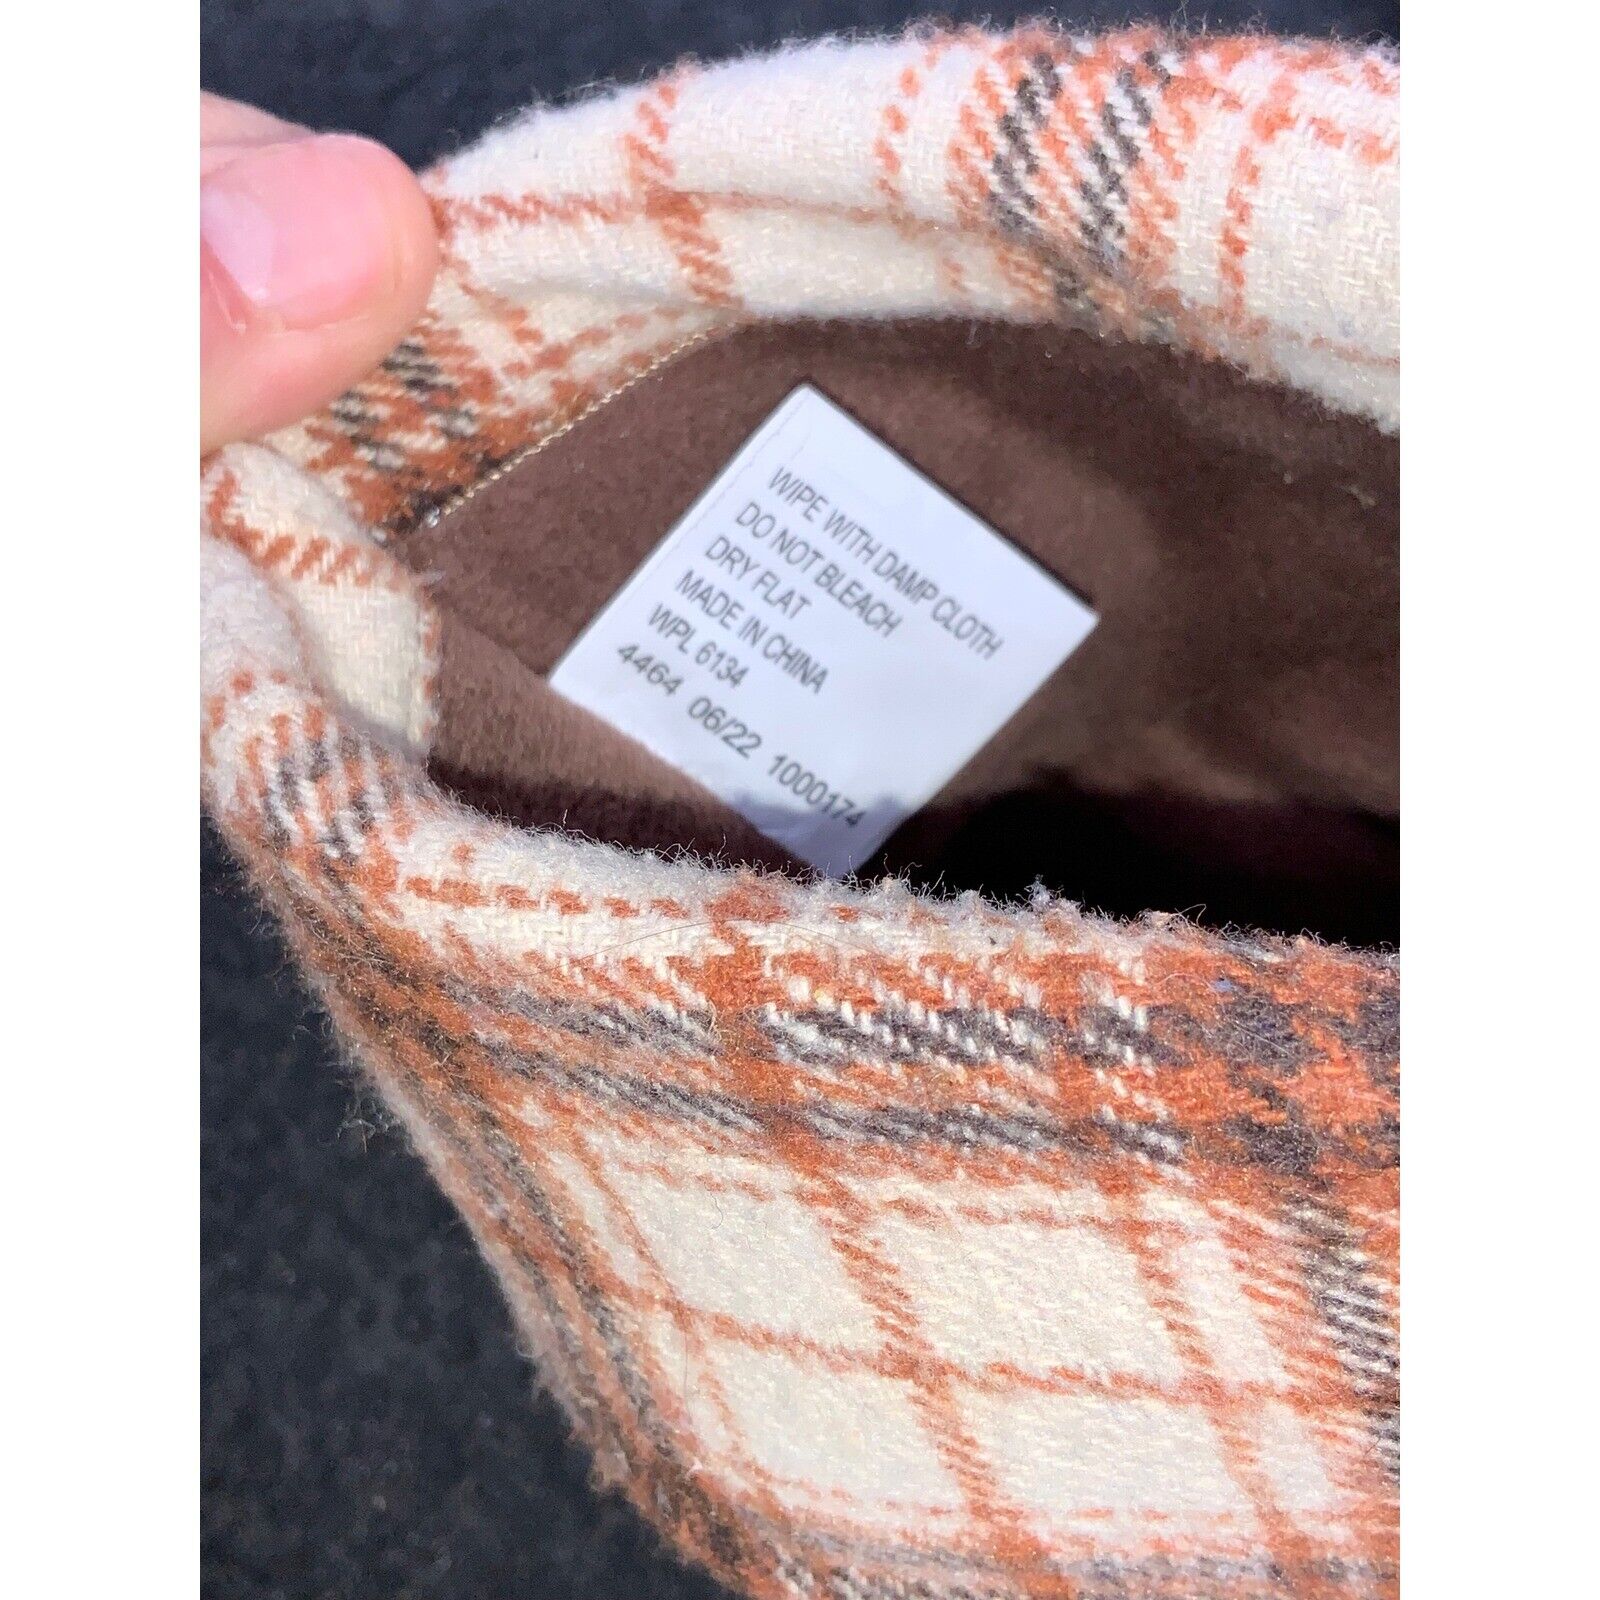 WIPE WITH DAMP CLOTH
DO NOT BLEACH
DRY FLAT
MADE IN CHINA
WPL 6134
4464 06/22 1000174